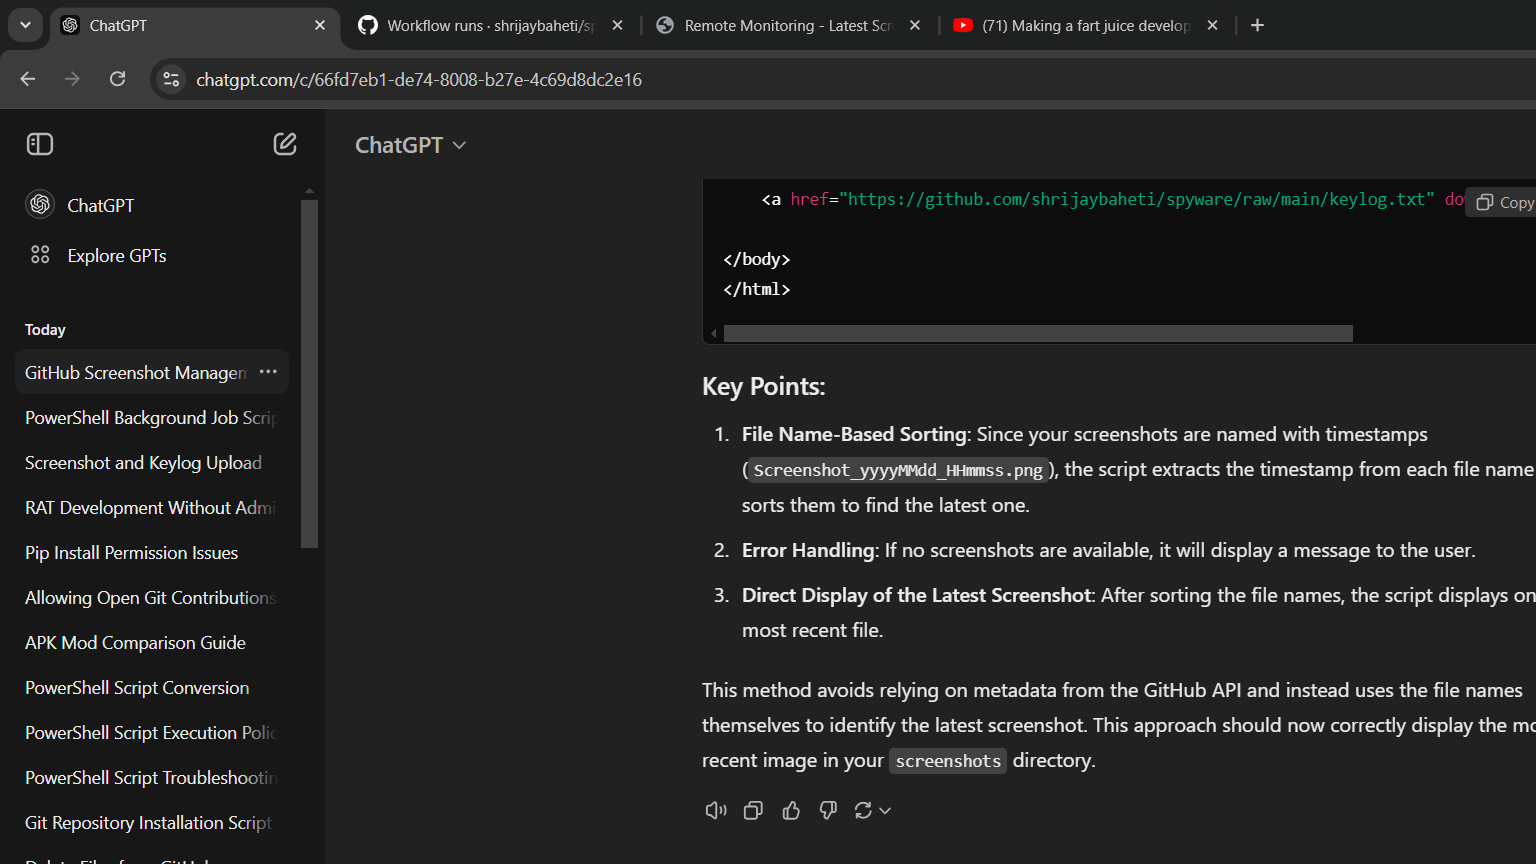 ChatGPT
Workflow runs · shrijaybaheti/sp
Remote Monitoring - Latest Scr
(71) Making a fart juice develop
chatgpt.com/c/66fd7eb1-de74-8008-b27e-4c69d8dc2e16
ChatGPT
Explore GPTs
Today
GitHub Screenshot Managem
PowerShell Background Job Scrip
Screenshot and Keylog Upload
RAT Development Without Admi
Pip Install Permission Issues
Allowing Open Git Contributions
APK Mod Comparison Guide
PowerShell Script Conversion
PowerShell Script Execution Polic
PowerShell Script Troubleshootin
Git Repository Installation Script
ChatGPT
<a href="https://github.com/shrijaybaheti/spyware/raw/main/keylog.txt" do
Copy
</body>
</html>
Key Points:
1. File Name-Based Sorting: Since your screenshots are named with timestamps
(Screenshot_yyyyMMdd_HHmmss.png), the script extracts the timestamp from each file name
sorts them to find the latest one.
2. Error Handling: If no screenshots are available, it will display a message to the user.
3. Direct Display of the Latest Screenshot: After sorting the file names, the script displays on
most recent file.
This method avoids relying on metadata from the GitHub API and instead uses the file names
themselves to identify the latest screenshot. This approach should now correctly display the mo
recent image in your screenshots directory.